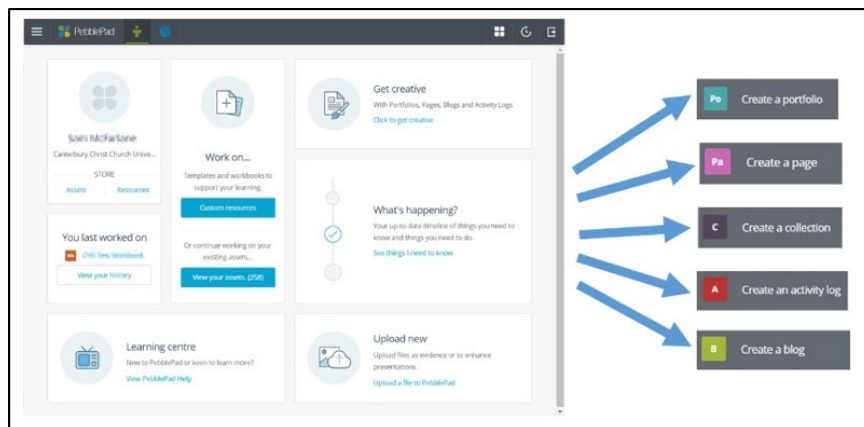 PebblePad
Sam McFarlane
Canterbury Christ Church Unive...
STORE
Assets Resources
You last worked on
View your history
Work on...
Templates and workbooks to
support your learning.
Custom resources
Or continue working on your
existing assets...
View your assets. (258)
Get creative
With Portfolios, Pages, Blogs and Activity Logs.
Click to get creative
What's happening?
Your up-to-date timeline of things you need to
know and things you need to do.
See things I need to know
Learning centre
New to PebblePad or keen to learn more?
View PebblePad Help
Upload new
Upload files as evidence or to enhance
presentations.
Upload a file to PebblePad
Po Create a portfolio
Pa Create a page
C Create a collection
A Create an activity log
B Create a blog